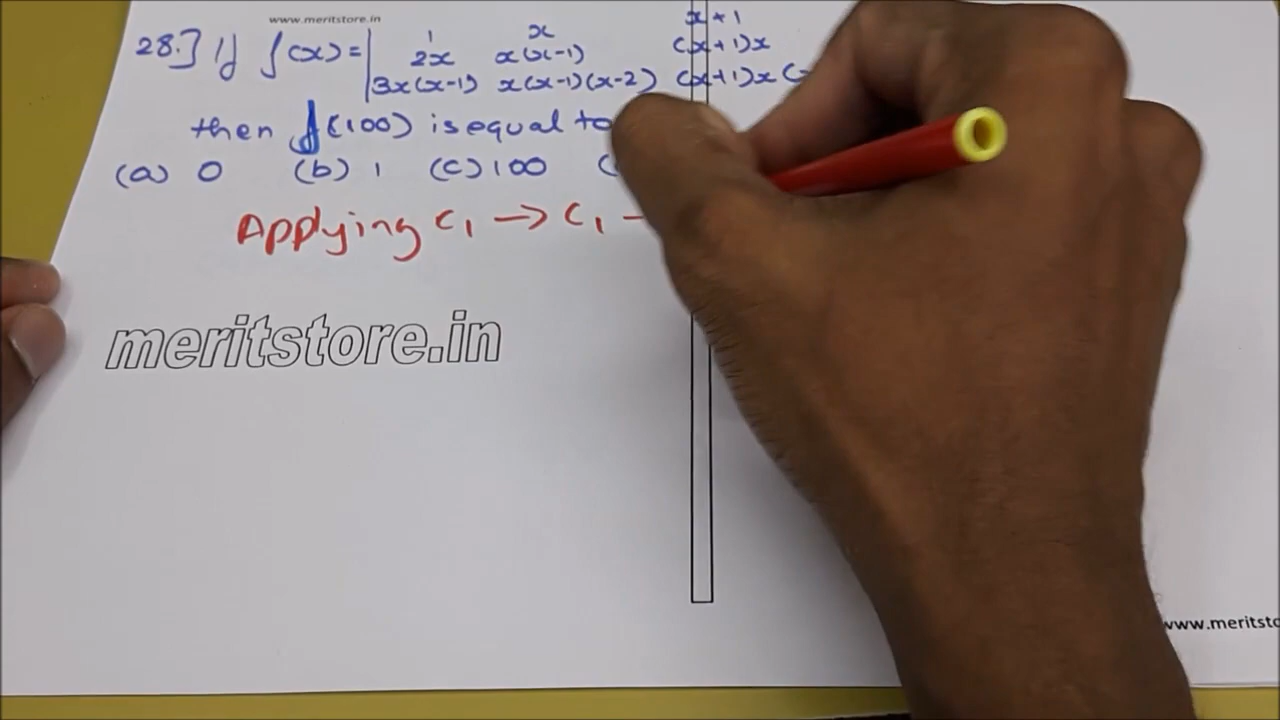 www.meritstore.in
28.] If f(x) = | 1 x x+1
2x x(x-1) (x+1)x
3x(x-1) x(x-1)(x-2) (x+1)x(x
then f(100) is equal to
(a) 0 (b) 1 (c) 100 (
Applying C₁ → C₁ -
meritstore.in
www.meritsto